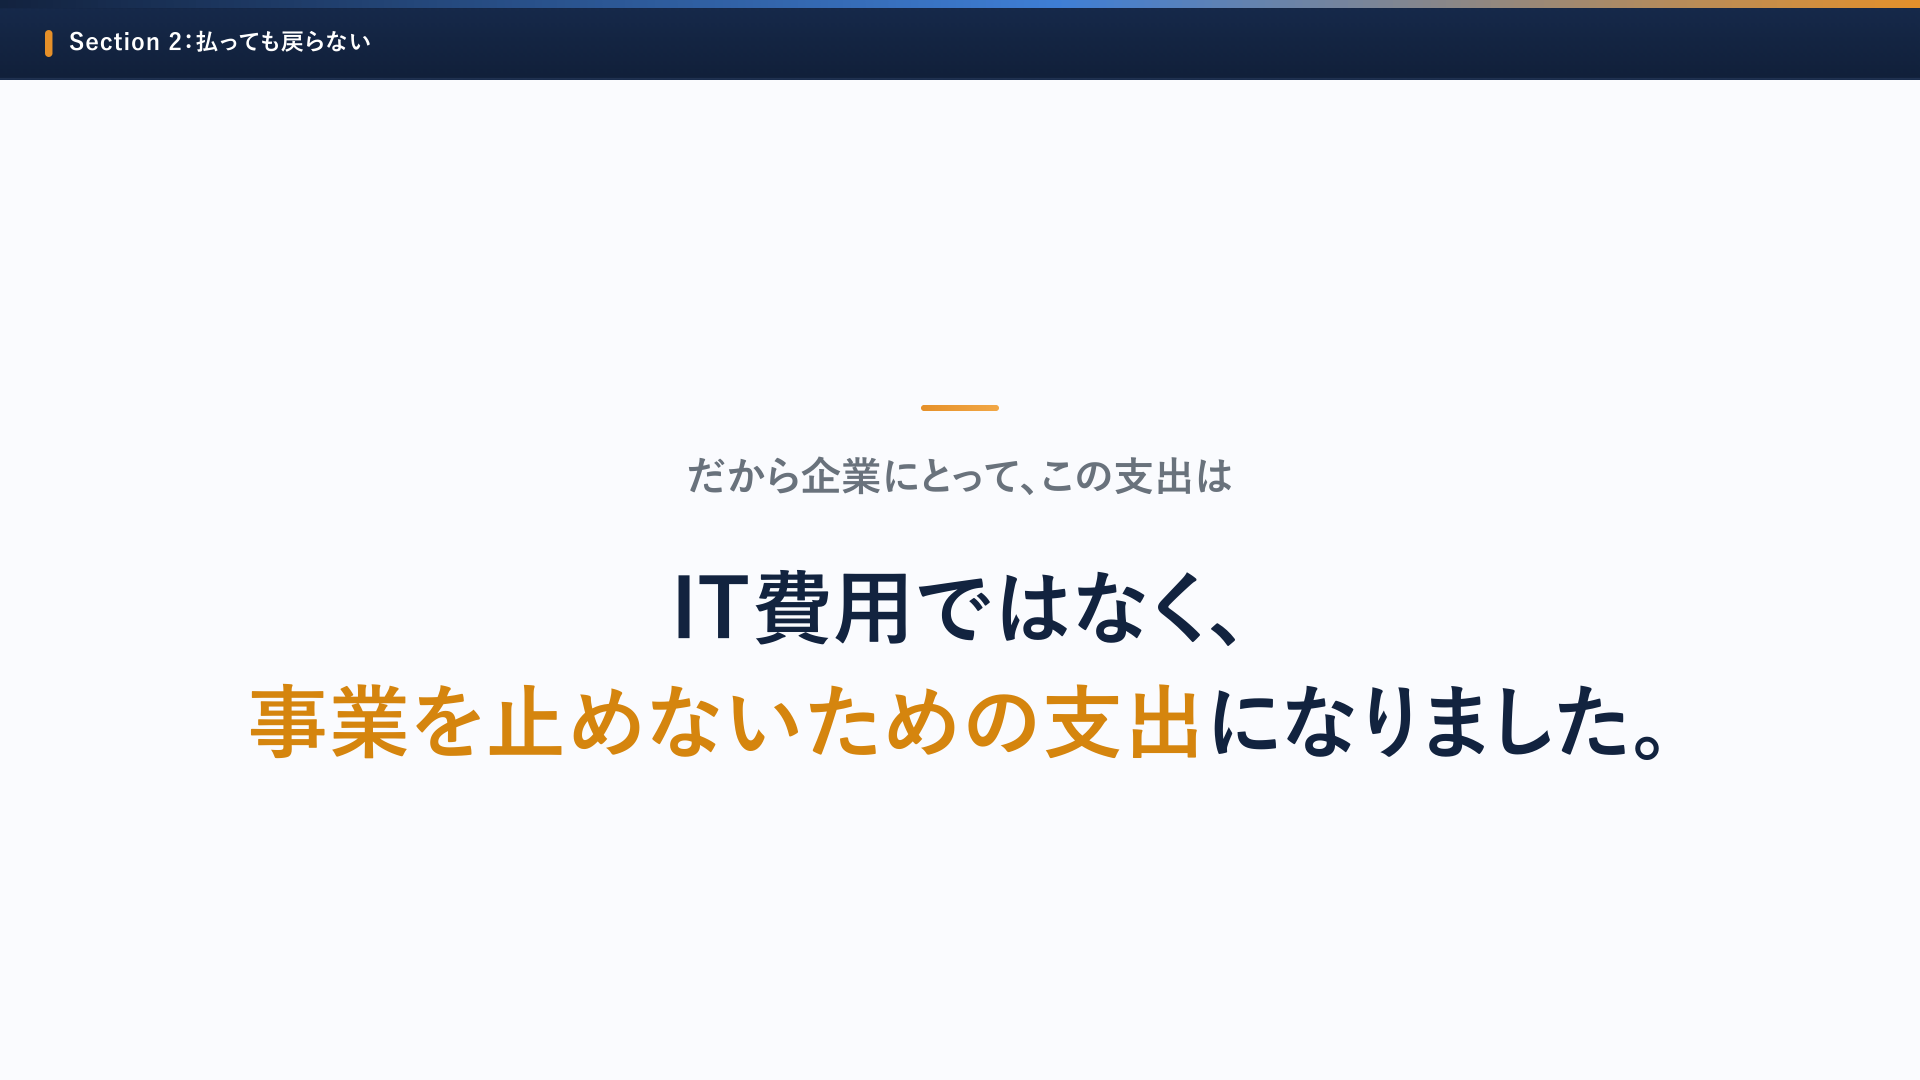 Section 2：払っても戻らない
だから企業にとって、この支出は
IT費用ではなく、
事業を止めないための支出になりました。